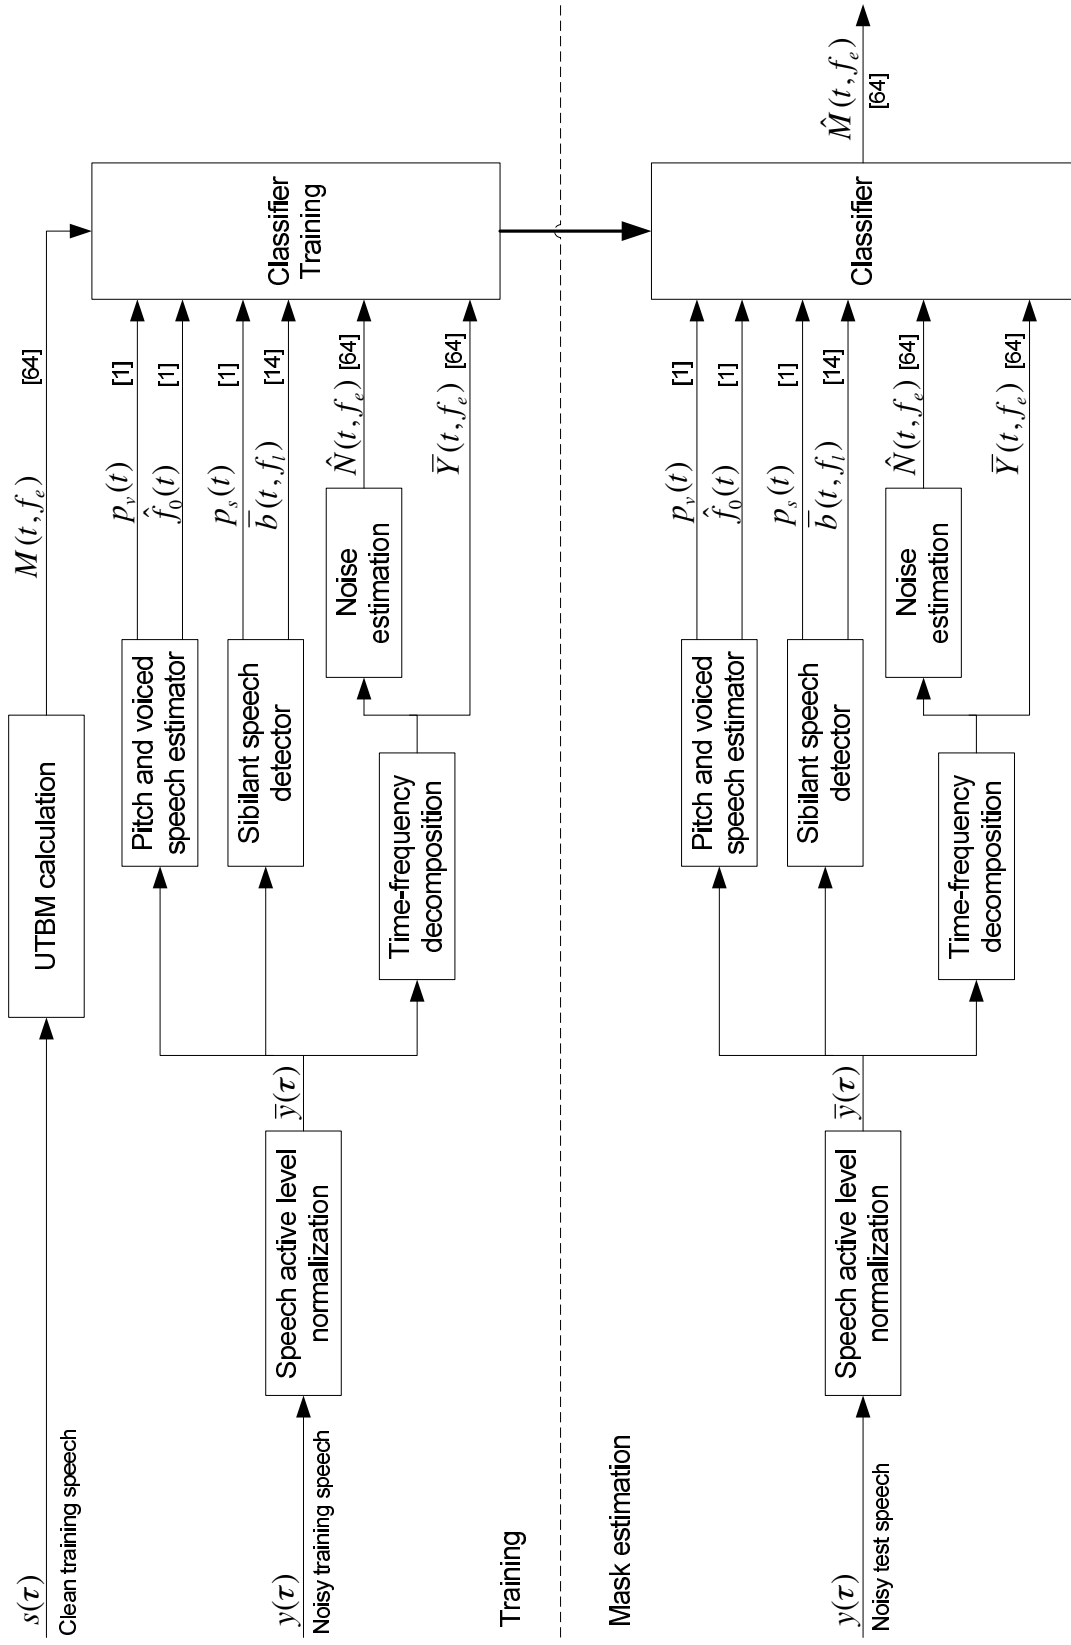 s(τ)
Clean training speech
UTBM calculation
M(t, f_e)
[64]
y(τ)
Noisy training speech
Speech active level
normalization
y̅(τ)
Pitch and voiced
speech estimator
p_v(t)
[1]
f̂_0(t)
[1]
Sibilant speech
detector
p_s(t)
[1]
b̅(t, f_l)
[14]
Time-frequency
decomposition
Noise
estimation
N̂(t, f_e) [64]
Y̅(t, f_e) [64]
Classifier
Training
Training
Mask estimation
y(τ)
Noisy test speech
Speech active level
normalization
y̅(τ)
Pitch and voiced
speech estimator
p_v(t)
[1]
f̂_0(t)
[1]
Sibilant speech
detector
p_s(t)
[1]
b̅(t, f_l)
[14]
Time-frequency
decomposition
Noise
estimation
N̂(t, f_e) [64]
Y̅(t, f_e) [64]
Classifier
M̂(t, f_e)
[64]